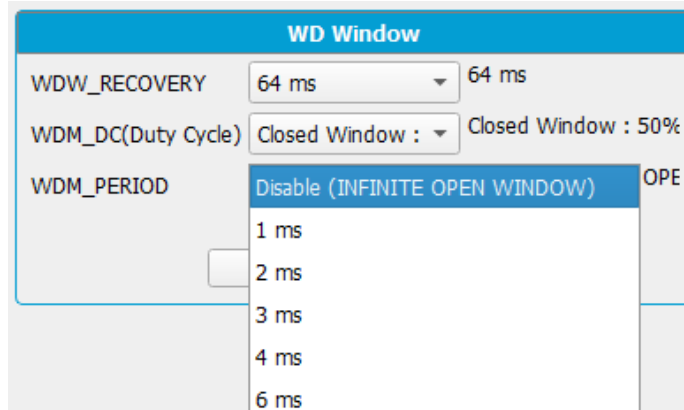 WD Window
WDW_RECOVERY 64 ms 64 ms
WDM_DC(Duty Cycle) Closed Window : Closed Window : 50%
WDM_PERIOD Disable (INFINITE OPEN WINDOW) OPE
1 ms
2 ms
3 ms
4 ms
6 ms